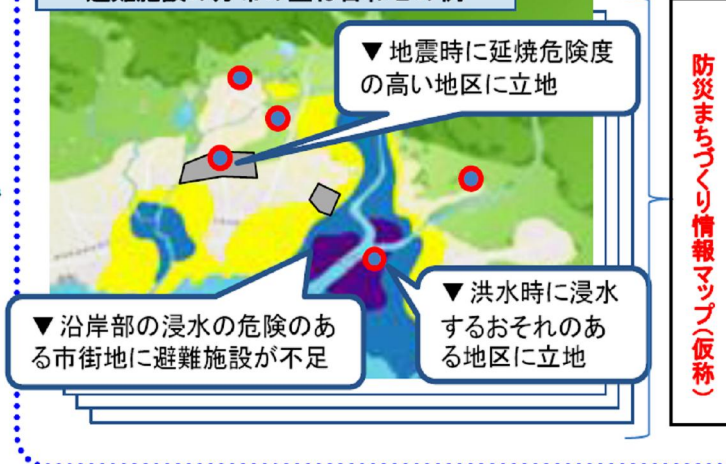 ▼ 地震時に延焼危険度
の高い地区に立地
▼ 沿岸部の浸水の危険のあ
る市街地に避難施設が不足
▼ 洪水時に浸水
するおそれのあ
る地区に立地
防災まちづくり情報マップ(仮称)